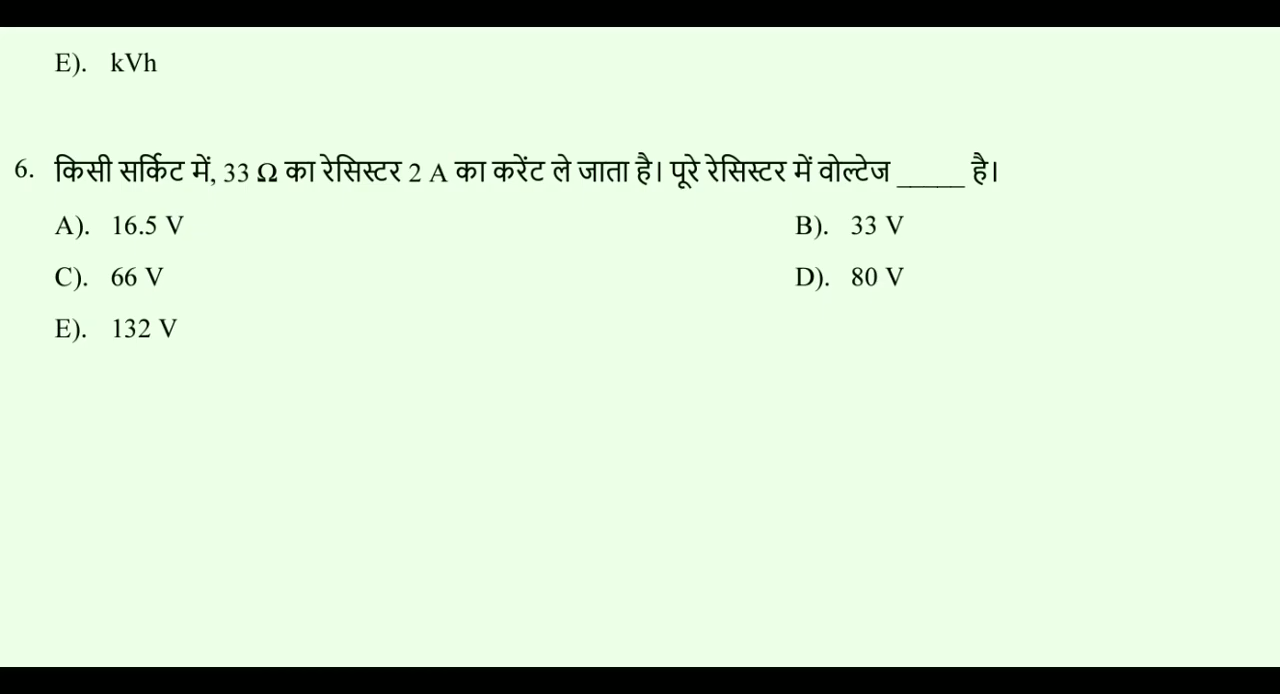 E). kVh
6. किसी सर्किट में, 33 Ω का रेसिस्टर 2 A का करेंट ले जाता है। पूरे रेसिस्टर में वोल्टेज _____ है।
A). 16.5 V B). 33 V
C). 66 V D). 80 V
E). 132 V